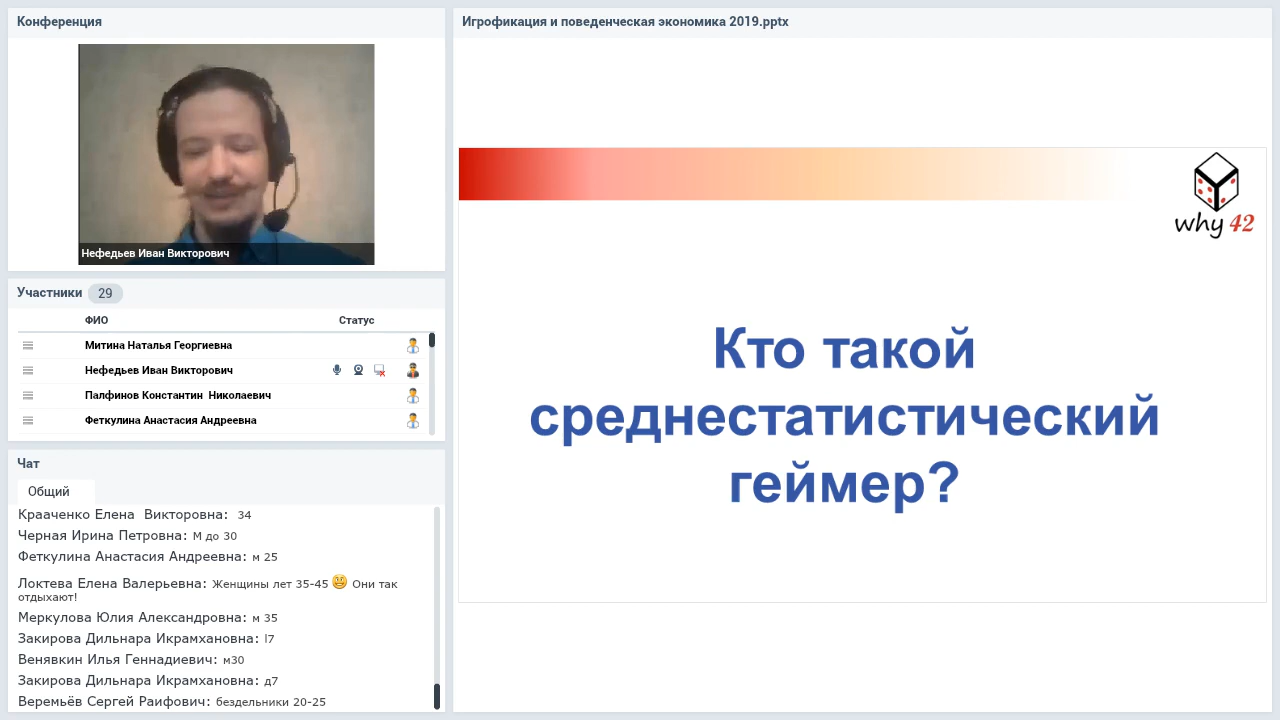 Конференция
Нефедьев Иван Викторович
Участники 29
ФИО Статус
Митина Наталья Георгиевна
Нефедьев Иван Викторович
Палфинов Константин Николаевич
Феткулина Анастасия Андреевна
Чат
Общий
Крааченко Елена Викторовна: 34
Черная Ирина Петровна: М до 30
Феткулина Анастасия Андреевна: м 25
Локтева Елена Валерьевна: Женщины лет 35-45 Они так
отдыхают!
Меркулова Юлия Александровна: м 35
Закирова Дильнара Икрамхановна: l7
Венявкин Илья Геннадиевич: м30
Закирова Дильнара Икрамхановна: д7
Веремьёв Сергей Раифович: бездельники 20-25
Игрофикация и поведенческая экономика 2019.pptx
why 42
Кто такой
среднестатистический
геймер?